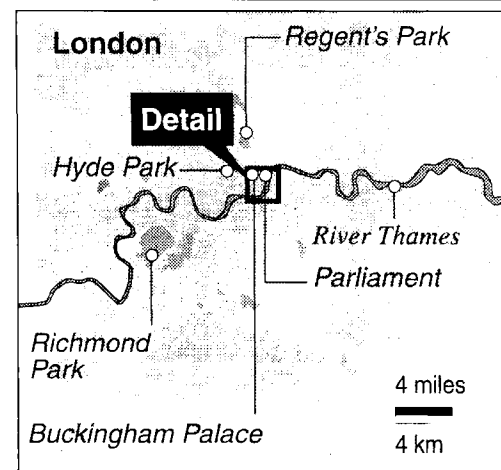 London
Regent's Park
Detail
Hyde Park
River Thames
Parliament
Richmond
Park
Buckingham Palace
4 miles
4 km